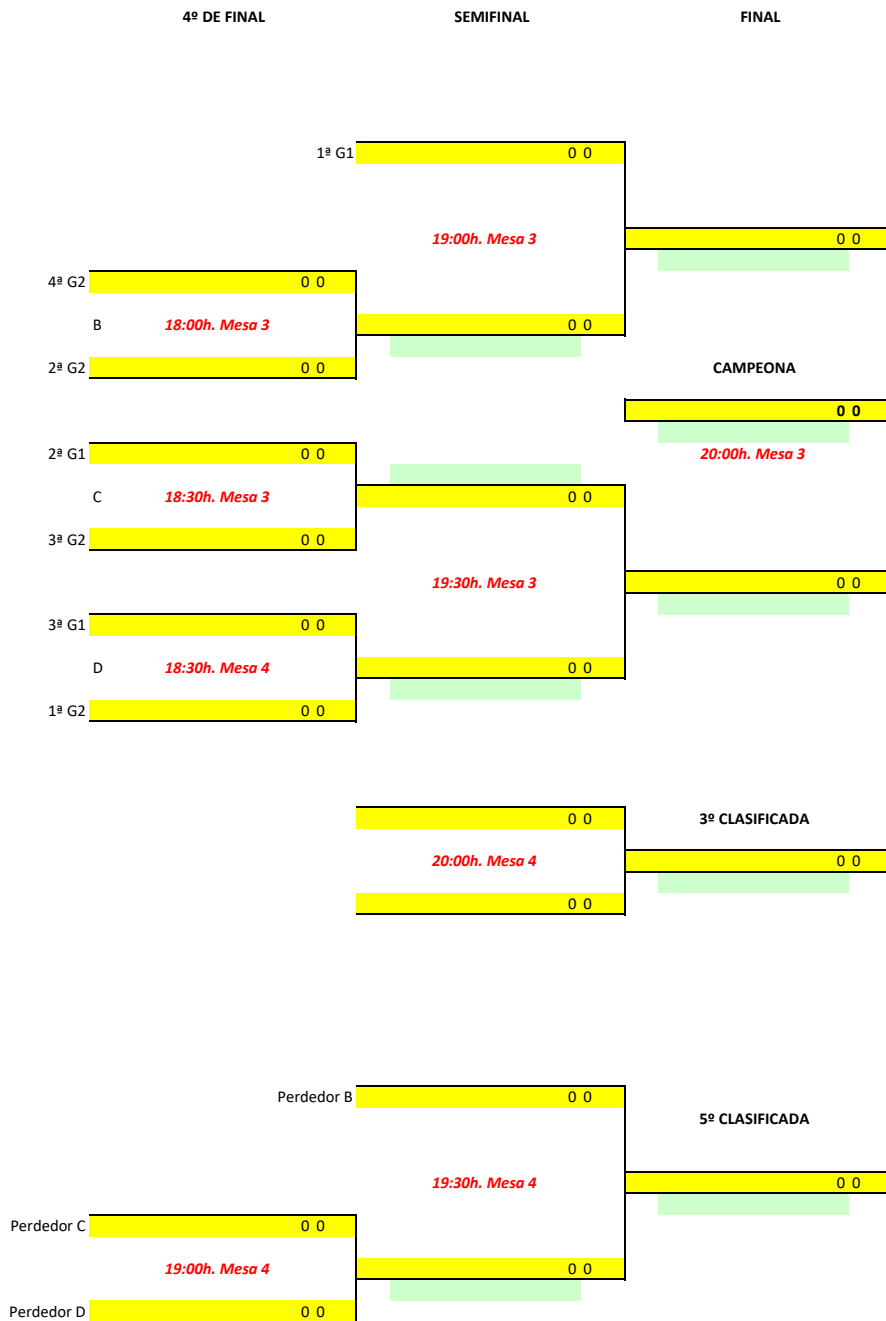 4º DE FINAL SEMIFINAL FINAL
1ª G1 0 0
19:00h. Mesa 3 0 0
4ª G2 0 0
B 18:00h. Mesa 3 0 0
2ª G2 0 0 CAMPEONA
0 0
2ª G1 0 0 20:00h. Mesa 3
C 18:30h. Mesa 3 0 0
3ª G2 0 0
19:30h. Mesa 3 0 0
3ª G1 0 0
D 18:30h. Mesa 4 0 0
1ª G2 0 0
0 0 3º CLASIFICADA
20:00h. Mesa 4 0 0
0 0
Perdedor B 0 0
5º CLASIFICADA
19:30h. Mesa 4 0 0
Perdedor C 0 0
19:00h. Mesa 4 0 0
Perdedor D 0 0